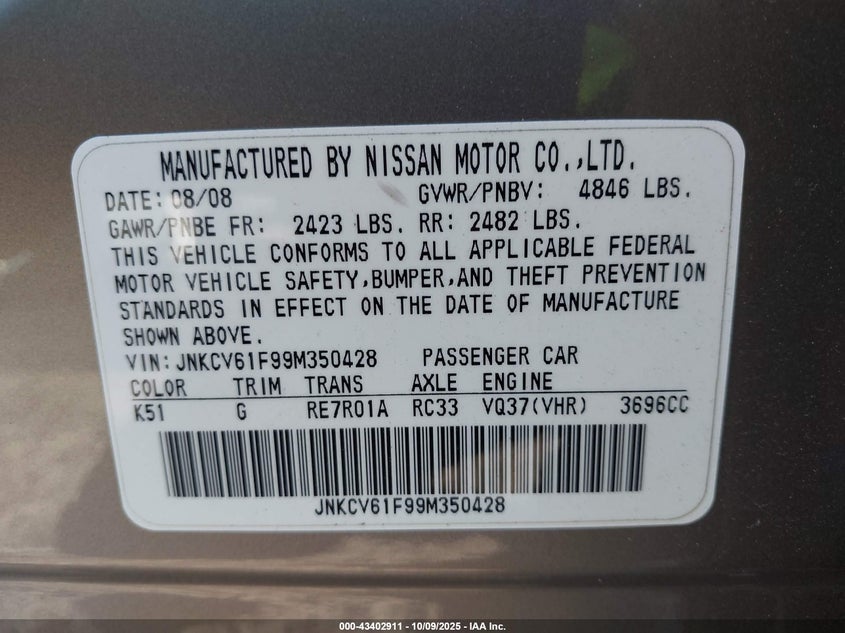 MANUFACTURED BY NISSAN MOTOR CO.,LTD.
DATE: 08/08 GVWR/PNBV: 4846 LBS.
GAWR/PNBE FR: 2423 LBS. RR: 2482 LBS.
THIS VEHICLE CONFORMS TO ALL APPLICABLE FEDERAL
MOTOR VEHICLE SAFETY,BUMPER,AND THEFT PREVENTION
STANDARDS IN EFFECT ON THE DATE OF MANUFACTURE
SHOWN ABOVE.
VIN:JNKCV61F99M350428 PASSENGER CAR
COLOR TRIM TRANS AXLE ENGINE
K51 G RE7R01A RC33 VQ37(VHR) 3696CC
JNKCV61F99M350428
000-43402911 - 10/09/2025 - IAA Inc.